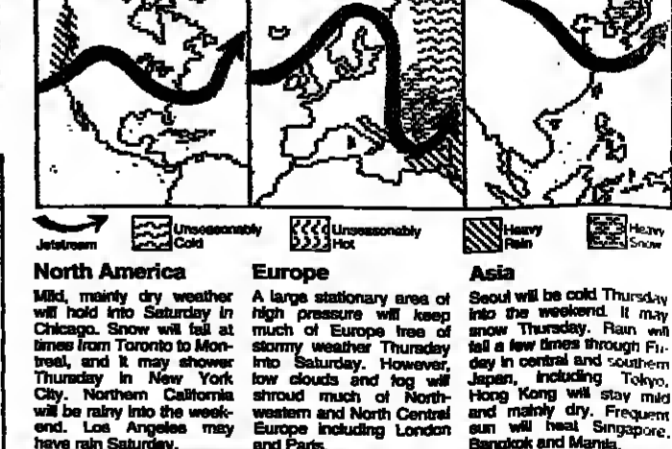 Jetstream
Unseasonably
Cold
Unseasonably
Hot
Heavy
Rain
Heavy
Snow
North America
Mild, mainly dry weather
will hold into Saturday in
Chicago. Snow will fall at
times from Toronto to Mon-
treal, and it may shower
Thursday in New York
City. Northern California
will be rainy into the week-
end. Los Angeles may
have rain Saturday.
Europe
A large stationary area of
high pressure will keep
much of Europe free of
stormy weather Thursday
into Saturday. However,
low clouds and fog will
shroud much of North-
western and North Central
Europe including London
and Paris.
Asia
Seoul will be cold Thursday
into the weekend. It may
snow Thursday. Rain will
fall a few times through Fri-
day in central and southern
Japan, including Tokyo.
Hong Kong will stay mild
and mainly dry. Frequent
sun will heat Singapore,
Bangkok and Manila.